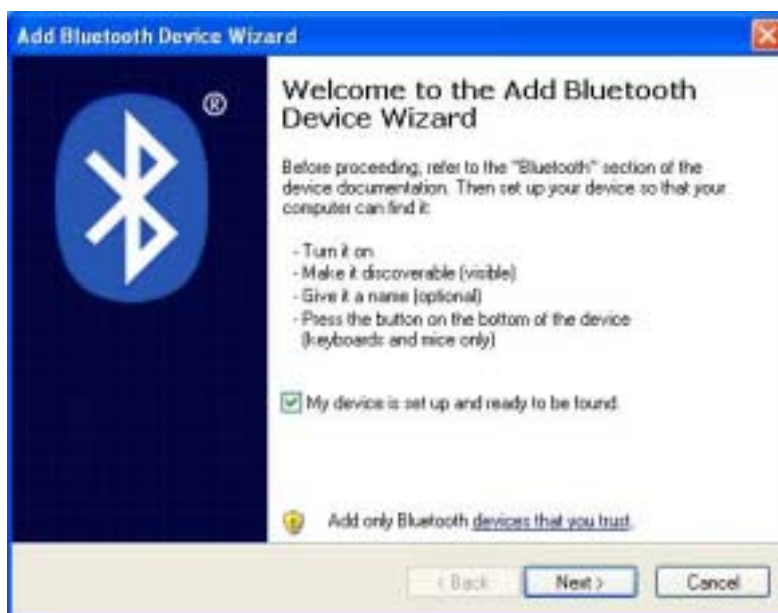 Add Bluetooth Device Wizard
®
Welcome to the Add Bluetooth
Device Wizard
Before proceeding, refer to the "Bluetooth" section of the
device documentation. Then set up your device so that your
computer can find it:
- Turn it on
- Make it discoverable (visible)
- Give it a name (optional)
- Press the button on the bottom of the device
(keyboards and mice only)
My device is set up and ready to be found.
Add only Bluetooth devices that you trust.
< Back
Next >
Cancel